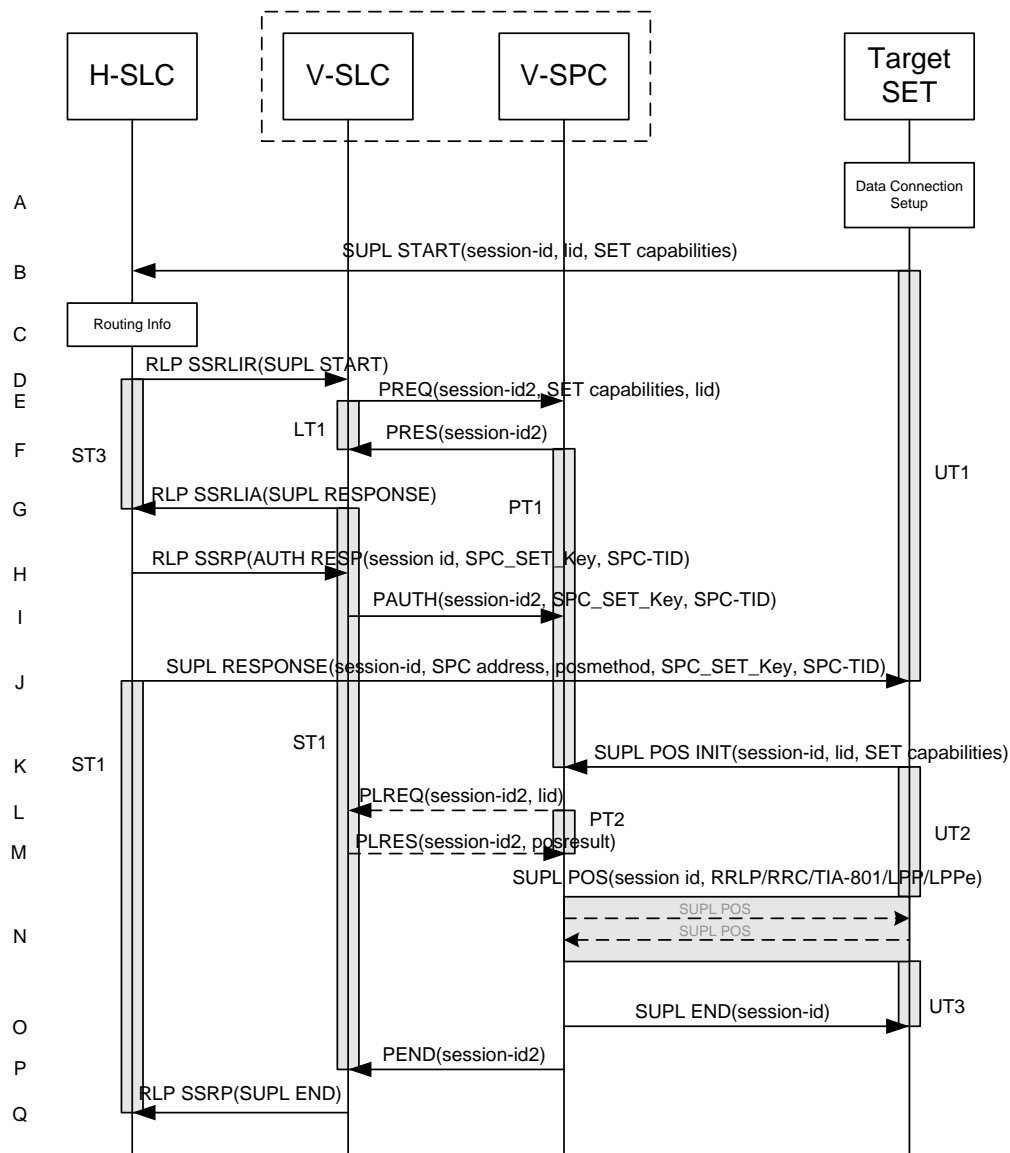 H-SLC
V-SLC
V-SPC
Target
SET
Data Connection
Setup
A
SUPL START(session-id, lid, SET capabilities)
B
Routing Info
C
RLP SSRLIR(SUPL START)
D
PREQ(session-id2, SET capabilities, lid)
E
LT1
PRES(session-id2)
F
ST3
UT1
RLP SSRLIA(SUPL RESPONSE)
G
PT1
RLP SSRP(AUTH RESP(session id, SPC_SET_Key, SPC-TID)
H
PAUTH(session-id2, SPC_SET_Key, SPC-TID)
I
SUPL RESPONSE(session-id, SPC address, posmethod, SPC_SET_Key, SPC-TID)
J
ST1
ST1
SUPL POS INIT(session-id, lid, SET capabilities)
K
PLREQ(session-id2, lid)
L
PT2
UT2
PLRES(session-id2, posresult)
M
SUPL POS(session id, RRLP/RRC/TIA-801/LPP/LPPe)
SUPL POS
SUPL POS
N
SUPL END(session-id)
UT3
O
PEND(session-id2)
P
RLP SSRP(SUPL END)
Q